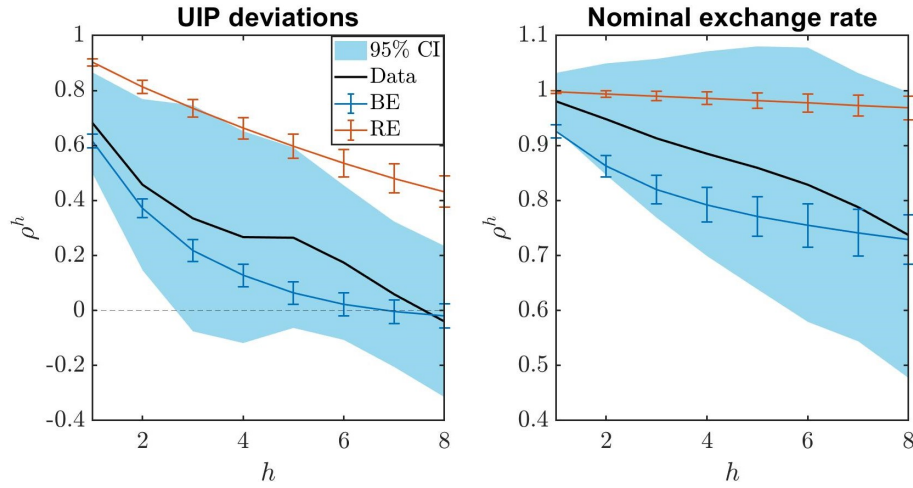 UIP deviations
1
0.8
0.6
0.4
0.2
0
-0.2
-0.4
ρʰ
2
4
6
8
h
95% CI
Data
BE
RE
Nominal exchange rate
1.1
1
0.9
0.8
0.7
0.6
0.5
0.4
ρʰ
2
4
6
8
h